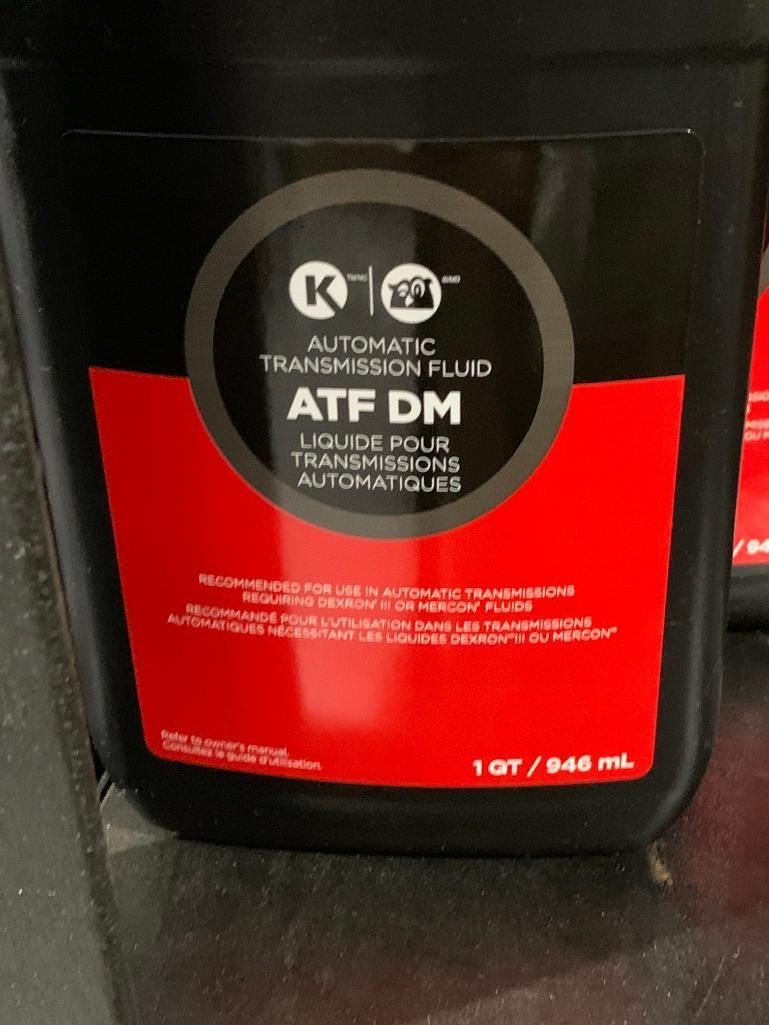 K
AUTOMATIC
TRANSMISSION FLUID
ATF DM
LIQUIDE POUR
TRANSMISSIONS
AUTOMATIQUES
RECOMMENDED FOR USE IN AUTOMATIC TRANSMISSIONS
REQUIRING DEXRON® III OR MERCON® FLUIDS
RECOMMANDÉ POUR L'UTILISATION DANS LES TRANSMISSIONS
AUTOMATIQUES NÉCESSITANT LES LIQUIDES DEXRON®III OU MERCON®
Refer to owner's manual.
Consultez le guide d'utilisation.
1 QT / 946 mL